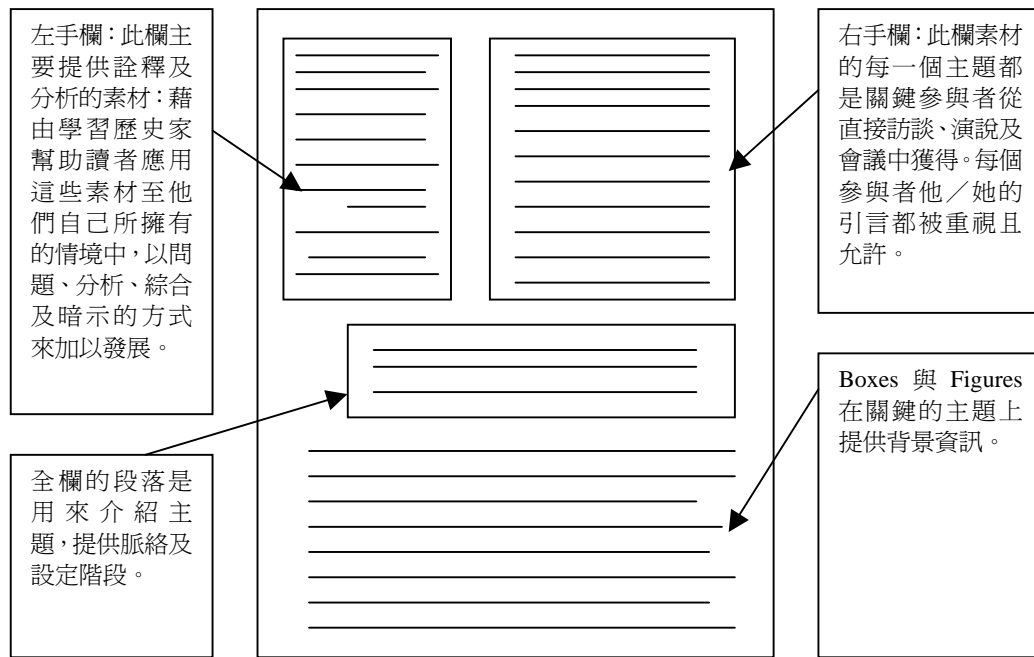 左手欄：此欄主
要提供詮釋及
分析的素材：藉
由學習歷史家
幫助讀者應用
這些素材至他
們自己所擁有
的情境中，以問
題、分析、綜合
及暗示的方式
來加以發展。
全欄的段落是
用來介紹主
題，提供脈絡及
設定階段。
右手欄：此欄素材
的每一個主題都
是關鍵參與者從
直接訪談、演說及
會議中獲得。每個
參與者他／她的
引言都被重視且
允許。
Boxes 與 Figures
在關鍵的主題上
提供背景資訊。